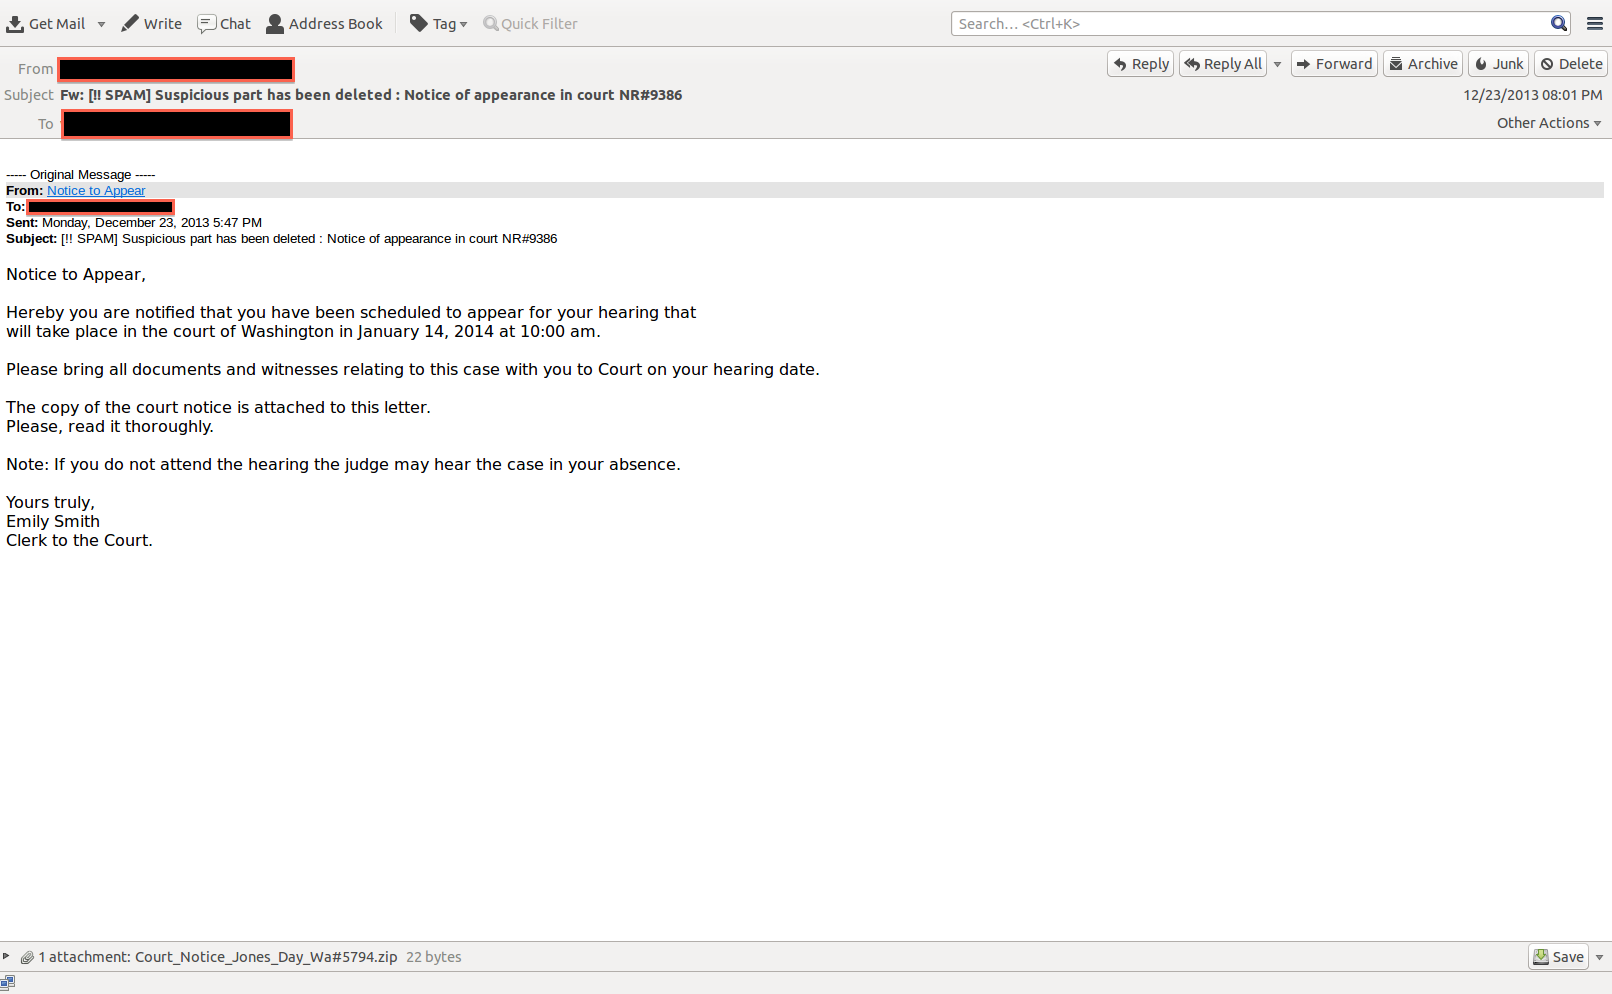 Get Mail Write Chat Address Book Tag Quick Filter Search... <Ctrl+K>
From Reply Reply All Forward Archive Junk Delete
Subject Fw: [!! SPAM] Suspicious part has been deleted : Notice of appearance in court NR#9386 12/23/2013 08:01 PM
To Other Actions
----- Original Message -----
From: Notice to Appear
To:
Sent: Monday, December 23, 2013 5:47 PM
Subject: [!! SPAM] Suspicious part has been deleted : Notice of appearance in court NR#9386
Notice to Appear,
Hereby you are notified that you have been scheduled to appear for your hearing that
will take place in the court of Washington in January 14, 2014 at 10:00 am.
Please bring all documents and witnesses relating to this case with you to Court on your hearing date.
The copy of the court notice is attached to this letter.
Please, read it thoroughly.
Note: If you do not attend the hearing the judge may hear the case in your absence.
Yours truly,
Emily Smith
Clerk to the Court.
1 attachment: Court_Notice_Jones_Day_Wa#5794.zip 22 bytes Save